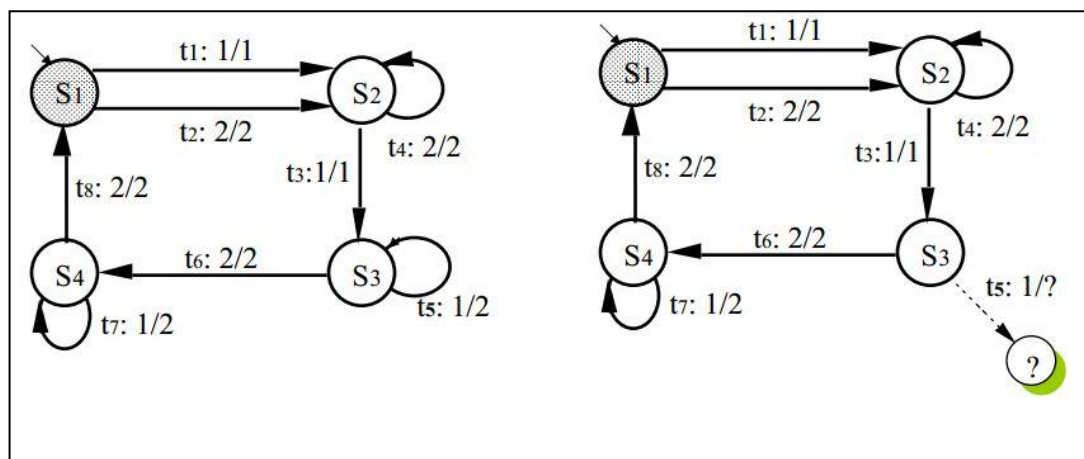 t1: 1/1
S1
S2
t2: 2/2
t4: 2/2
t3:1/1
t8: 2/2
t6: 2/2
S4
S3
t5: 1/2
t7: 1/2
t1: 1/1
S1
S2
t2: 2/2
t4: 2/2
t3:1/1
t8: 2/2
t6: 2/2
S4
S3
t5: 1/?
t7: 1/2
?